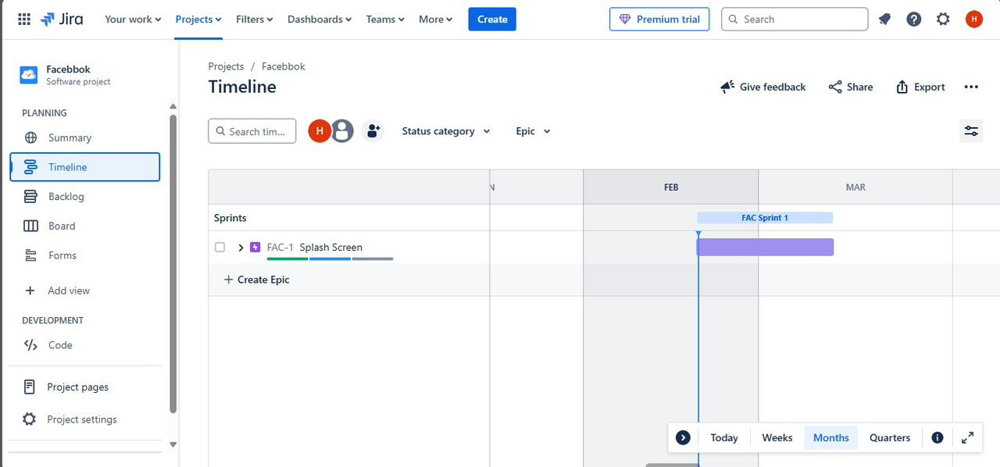 Jira
Your work
Projects
Filters
Dashboards
Teams
More
Create
Premium trial
Search
H
Facebbok
Software project
PLANNING
Summary
Timeline
Backlog
Board
Forms
Add view
DEVELOPMENT
Code
Project pages
Project settings
Projects / Facebbok
Timeline
Give feedback
Share
Export
Search tim...
H
Status category
Epic
N
FEB
MAR
Sprints
FAC Sprint 1
FAC-1 Splash Screen
+ Create Epic
Today
Weeks
Months
Quarters